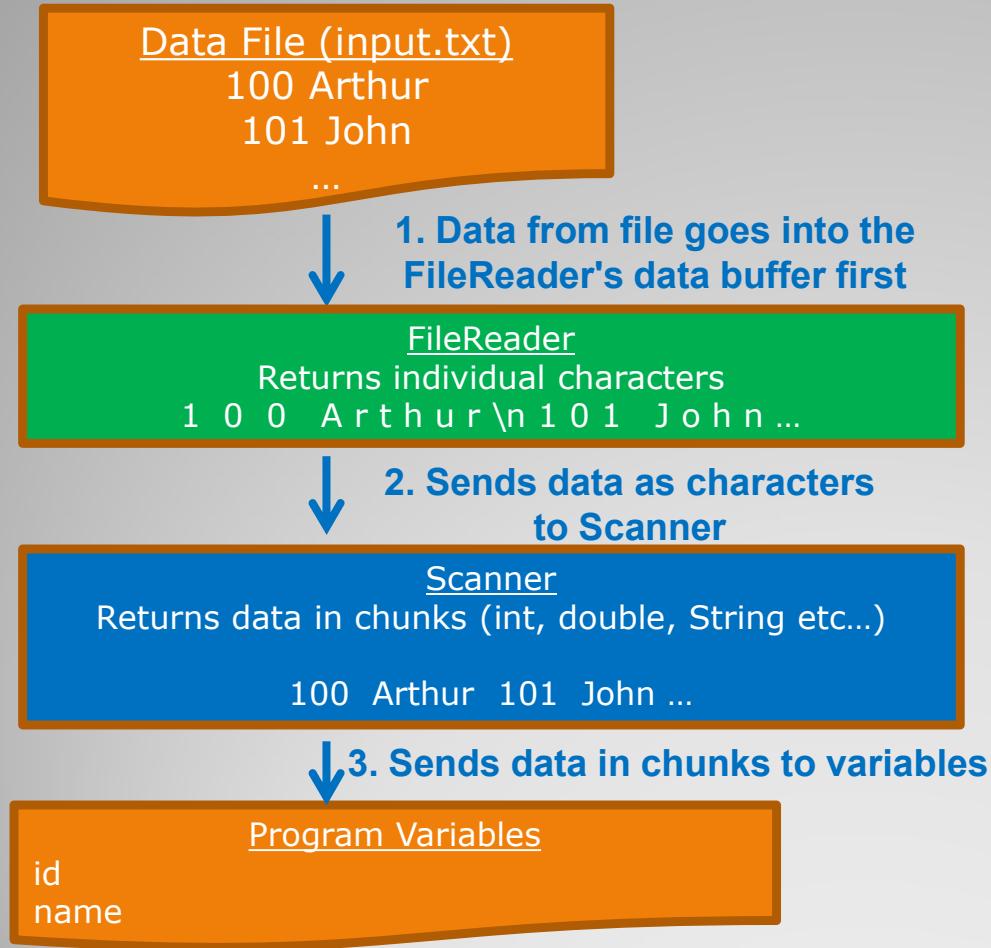 Data File (input.txt)
100 Arthur
101 John
…
1. Data from file goes into the
FileReader's data buffer first
FileReader
Returns individual characters
1 0 0 A r t h u r \n 1 0 1 J o h n …
2. Sends data as characters
to Scanner
Scanner
Returns data in chunks (int, double, String etc…)
100 Arthur 101 John …
3. Sends data in chunks to variables
Program Variables
id
name